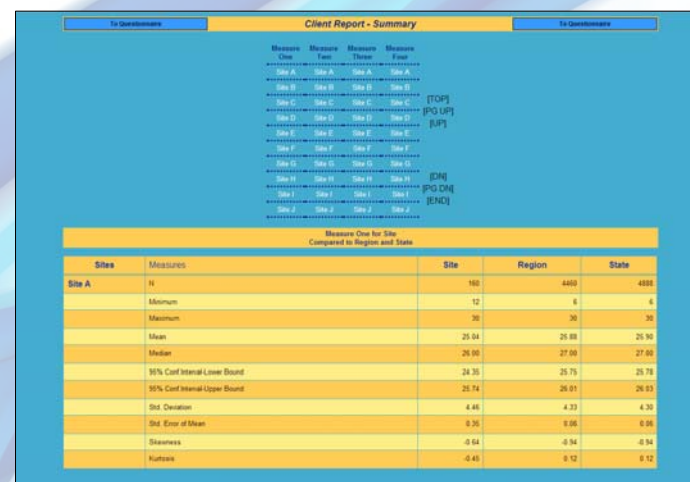 To Questionnaire Client Report - Summary To Questionnaire
Measure One Measure Two Measure Three Measure Four
Site A Site A Site A Site A
Site B Site B Site B Site B
Site C Site C Site C Site C
[TOP]
Site D Site D Site D Site D
[PG UP]
[UP]
Site E Site E Site E Site E
Site F Site F Site F Site F
Site G Site G Site G Site G
Site H Site H Site H Site H
[DN]
[PG DN]
Site I Site I Site I Site I
[END]
Site J Site J Site J Site J
Measure One for Site
Compared to Region and State
Sites Measures Site Region State
Site A N 160 4460 4888
Minimum 12 6 6
Maximum 30 30 30
Mean 25.04 25.88 25.90
Median 26.00 27.00 27.00
95% Conf Interval-Lower Bound 24.35 25.75 25.78
95% Conf Interval-Upper Bound 25.74 26.01 26.03
Std. Deviation 4.46 4.33 4.30
Std. Error of Mean 0.35 0.06 0.06
Skewness -0.64 -0.94 -0.94
Kurtosis -0.45 0.12 0.12